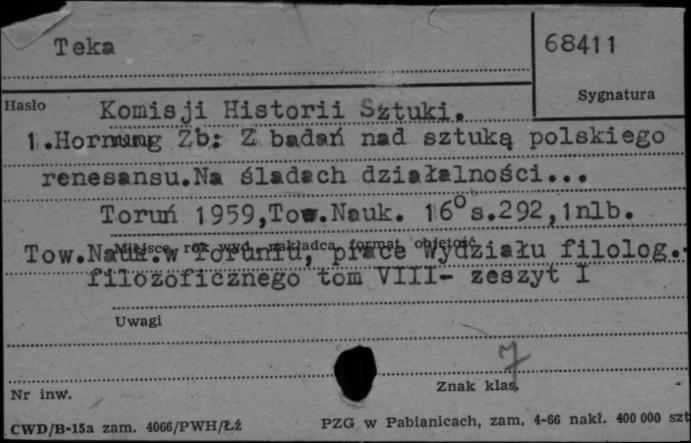 Teka
68411
Hasło
Sygnatura
Komisji Historii Sztuki.
1.Hornung Zb: Z badań nad sztuką polskiego
renesansu.Na śladach działalności...
Toruń 1959,Tow.Nauk. 16° s.292,1nlb.
Miejsce, rok wyd., nakładca, format, objętość
Tow.Nauk.w Toruniu, prace Wydziału filolog.-
filozoficznego tom VIII- zeszyt I
Uwagi
7
Nr inw.
Znak klas.
CWD/B-15a zam. 4066/PWH/Łż
PZG w Pabianicach, zam. 4-66 nakł. 400 000 szt